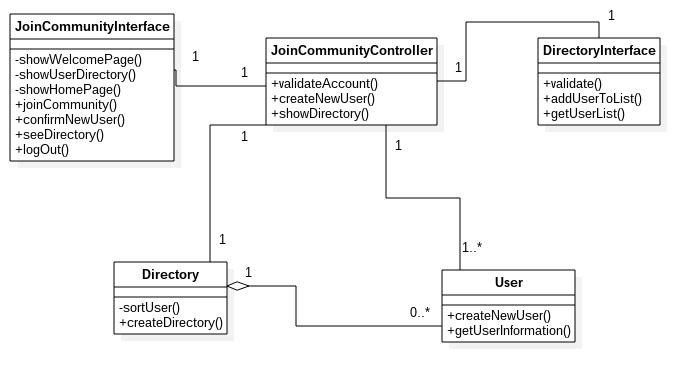 JoinCommunityInterface
-showWelcomePage()
-showUserDirectory()
-showHomePage()
+joinCommunity()
+confirmNewUser()
+seeDirectory()
+logOut()
1
1
JoinCommunityController
+validateAccount()
+createNewUser()
+showDirectory()
1
1
DirectoryInterface
+validate()
+addUserToList()
+getUserList()
1
1
1
1..*
Directory
-sortUser()
+createDirectory()
1
0..*
User
+createNewUser()
+getUserInformation()